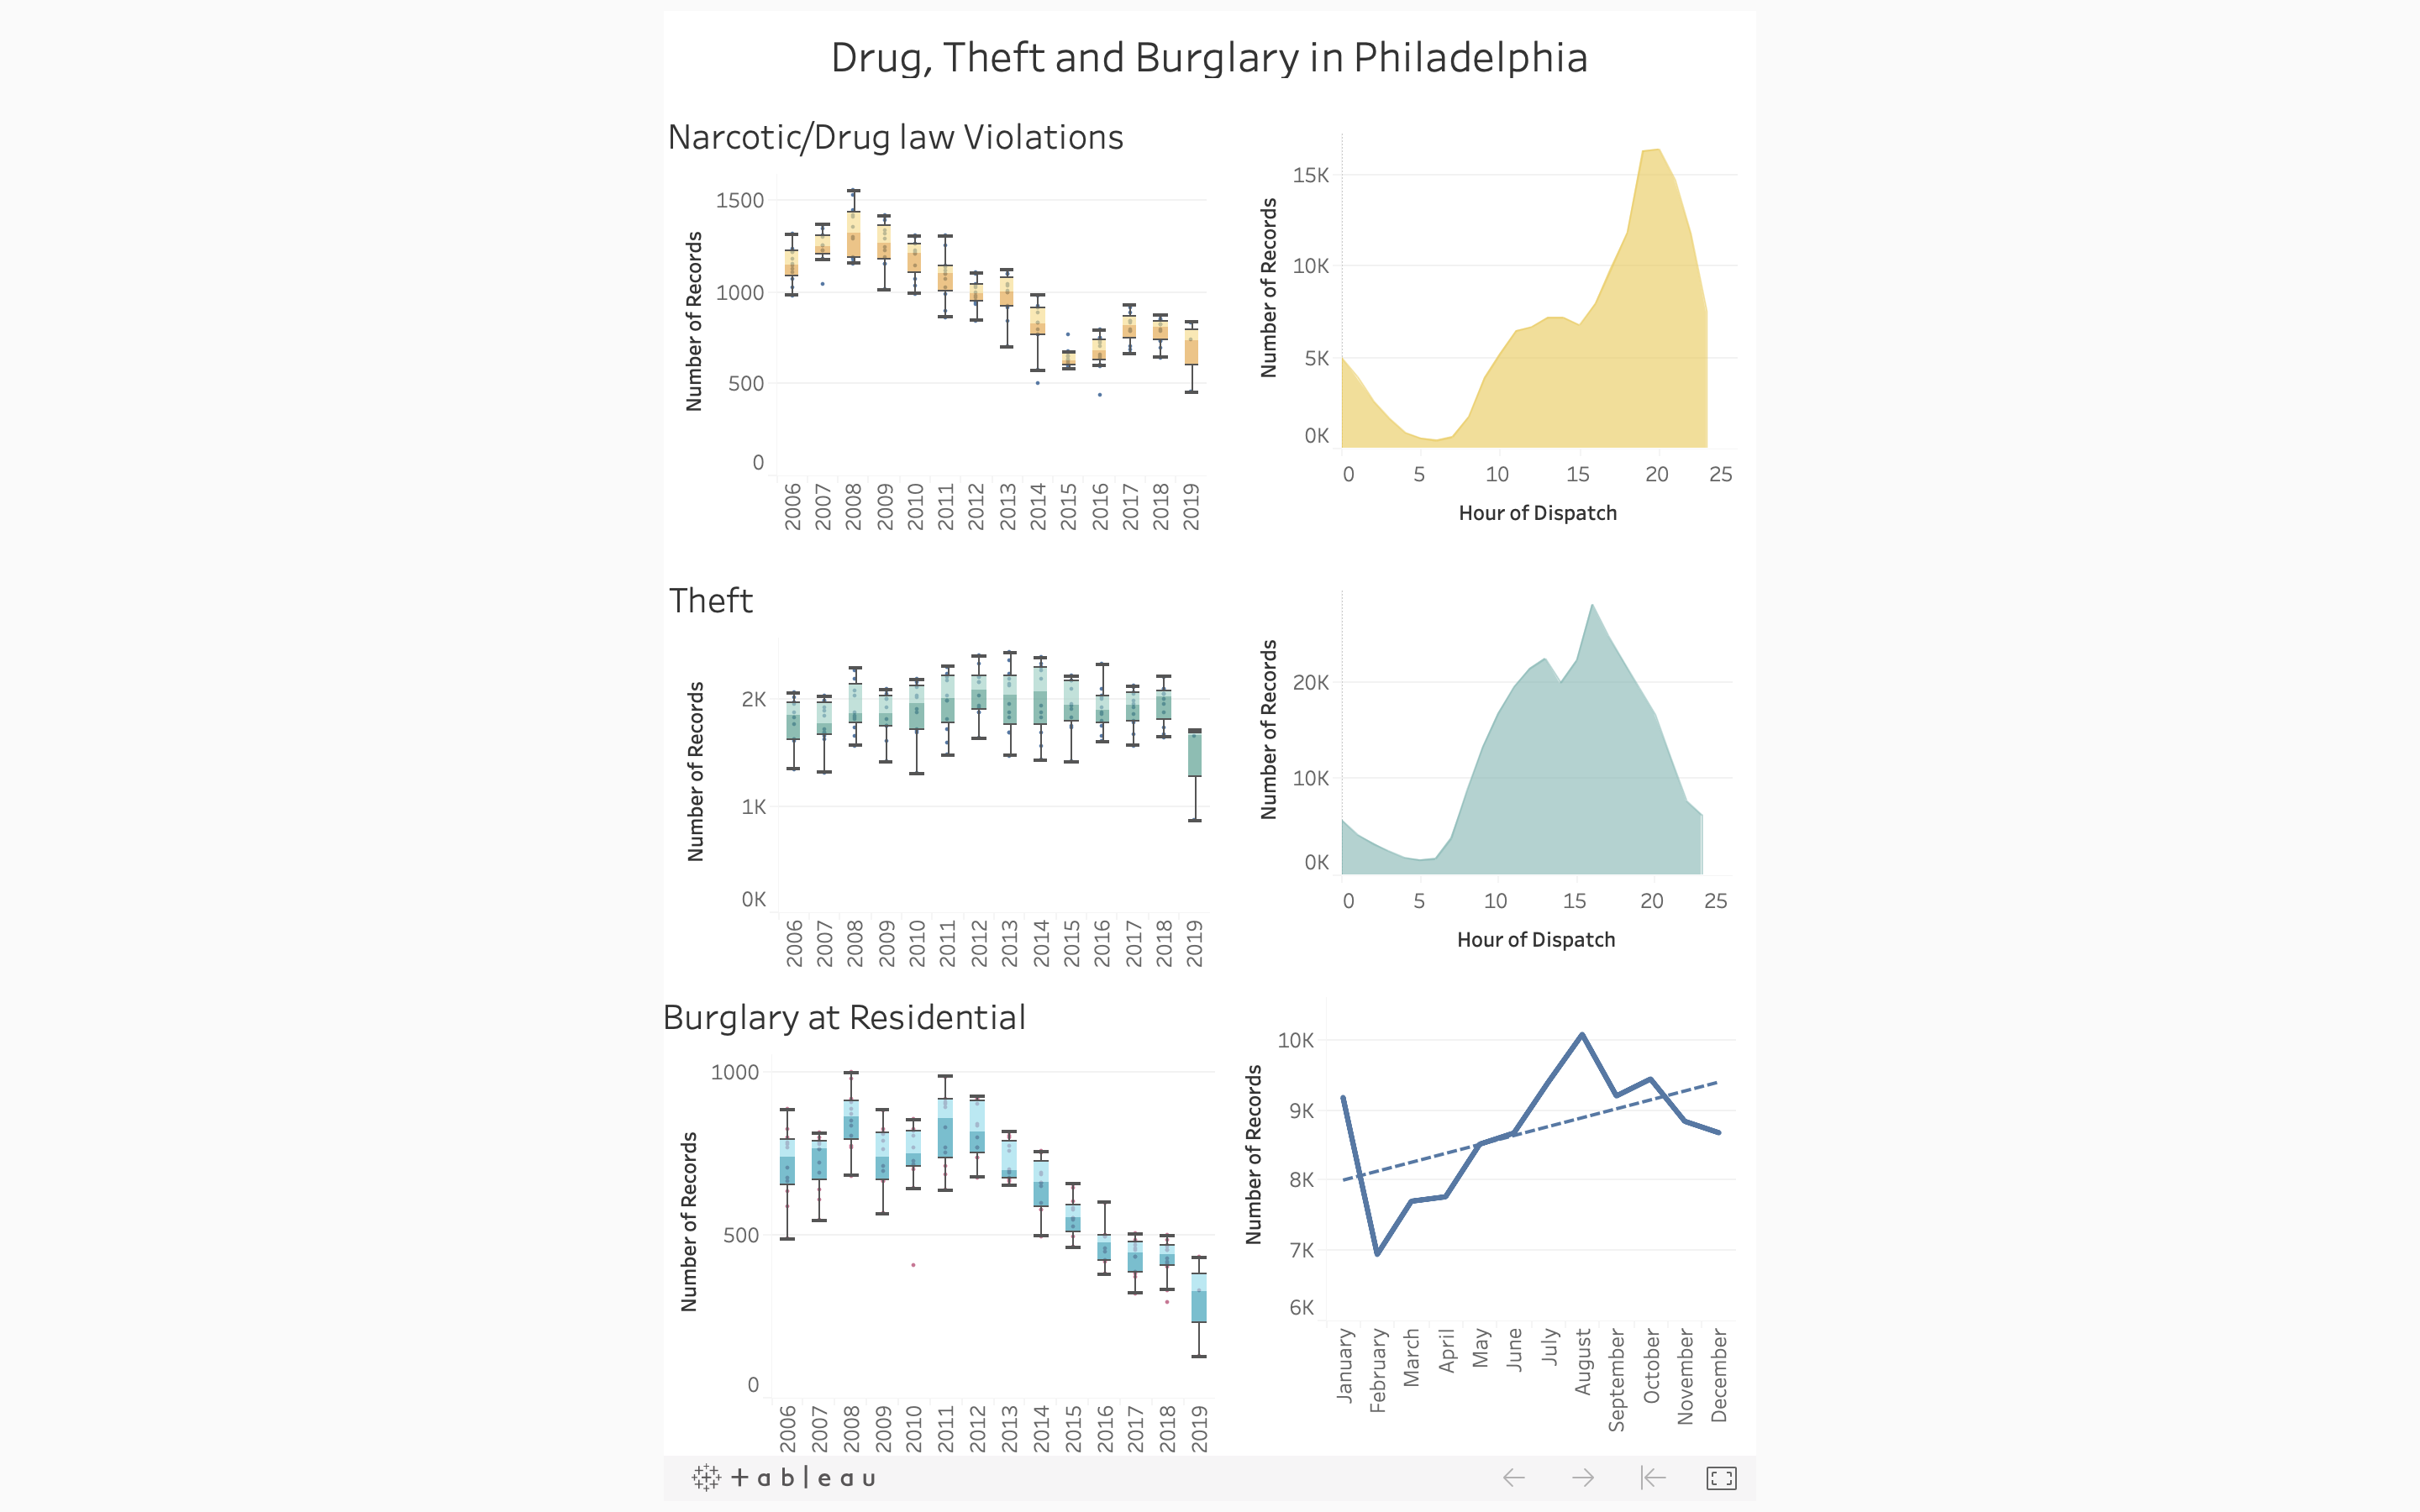 Drug, Theft and Burglary in Philadelphia
Narcotic/Drug law Violations
Number of Records
1500
1000
500
0
2006 2007 2008 2009 2010 2011 2012 2013 2014 2015 2016 2017 2018 2019
Number of Records
15K
10K
5K
0K
0 5 10 15 20 25
Hour of Dispatch
Theft
Number of Records
2K
1K
0K
2006 2007 2008 2009 2010 2011 2012 2013 2014 2015 2016 2017 2018 2019
Number of Records
20K
10K
0K
0 5 10 15 20 25
Hour of Dispatch
Burglary at Residential
Number of Records
1000
500
0
2006 2007 2008 2009 2010 2011 2012 2013 2014 2015 2016 2017 2018 2019
Number of Records
10K
9K
8K
7K
6K
January February March April May June July August September October November December
+ableau